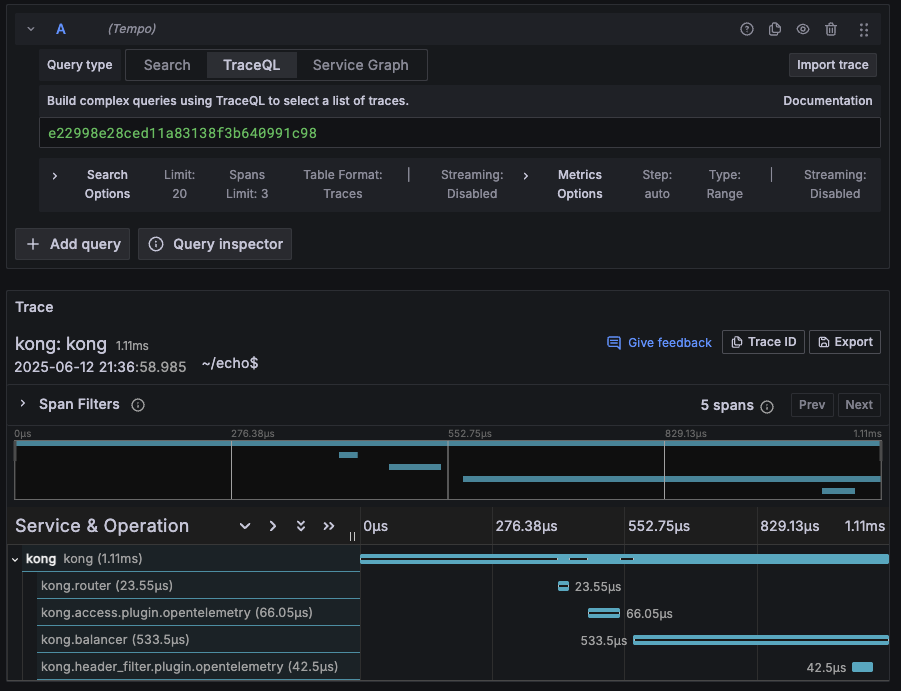 A (Tempo)
Query type Search TraceQL Service Graph Import trace
Build complex queries using TraceQL to select a list of traces. Documentation
e22998e28ced11a83138f3b640991c98
Search Options Limit: 20 Spans Limit: 3 Table Format: Traces | Streaming: Disabled Metrics Options Step: auto Type: Range | Streaming: Disabled
+ Add query Query inspector
Trace
kong: kong 1.11ms Give feedback Trace ID Export
2025-06-12 21:36:58.985 ~/echo$
Span Filters 5 spans Prev Next
0µs 276.38µs 552.75µs 829.13µs 1.11ms
Service & Operation 0µs 276.38µs 552.75µs 829.13µs 1.11ms
kong kong (1.11ms)
kong.router (23.55µs) 23.55µs
kong.access.plugin.opentelemetry (66.05µs) 66.05µs
kong.balancer (533.5µs) 533.5µs
kong.header_filter.plugin.opentelemetry (42.5µs) 42.5µs